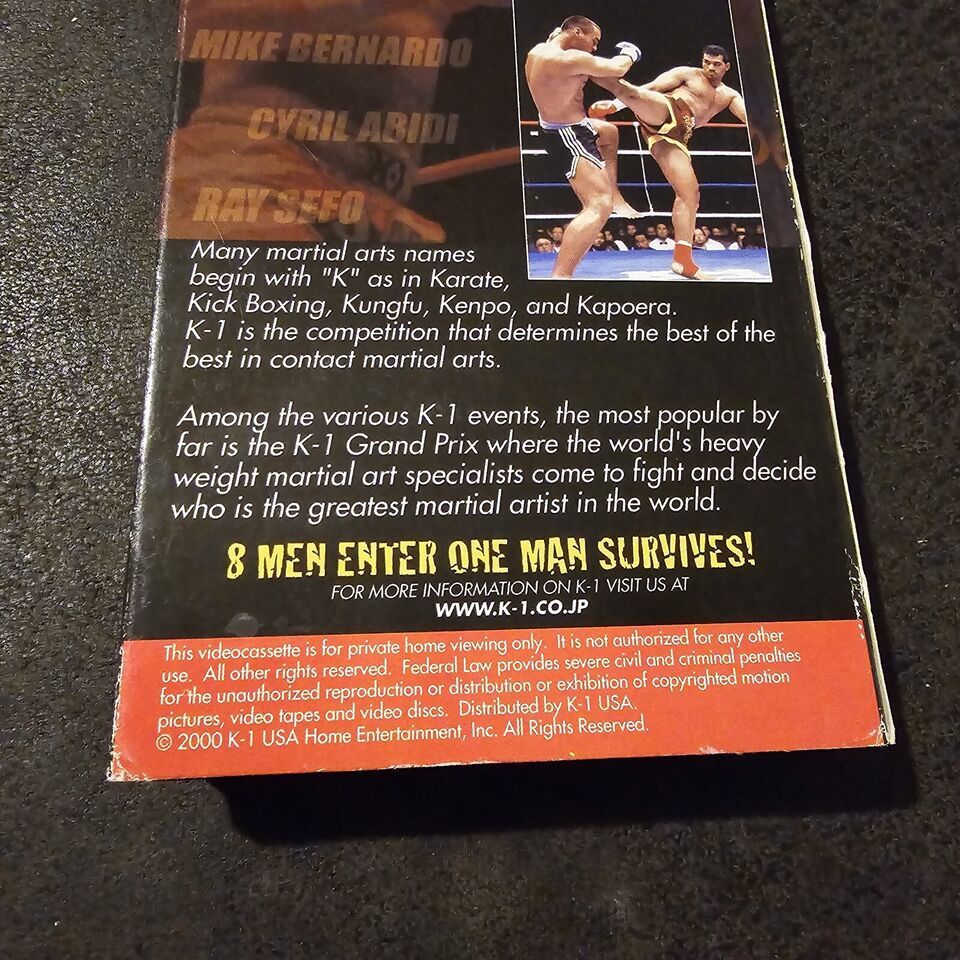 MIKE BERNARDO
CYRIL ABIDI
RAY SEFO
Many martial arts names
begin with "K" as in Karate,
Kick Boxing, Kungfu, Kenpo, and Kapoera.
K-1 is the competition that determines the best of the
best in contact martial arts.
Among the various K-1 events, the most popular by
far is the K-1 Grand Prix where the world's heavy
weight martial art specialists come to fight and decide
who is the greatest martial artist in the world.
8 MEN ENTER ONE MAN SURVIVES!
FOR MORE INFORMATION ON K-1 VISIT US AT
WWW.K-1.CO.JP
This videocassette is for private home viewing only. It is not authorized for any other
use. All other rights reserved. Federal Law provides severe civil and criminal penalties
for the unauthorized reproduction or distribution or exhibition of copyrighted motion
pictures, video tapes and video discs. Distributed by K-1 USA.
© 2000 K-1 USA Home Entertainment, Inc. All Rights Reserved.